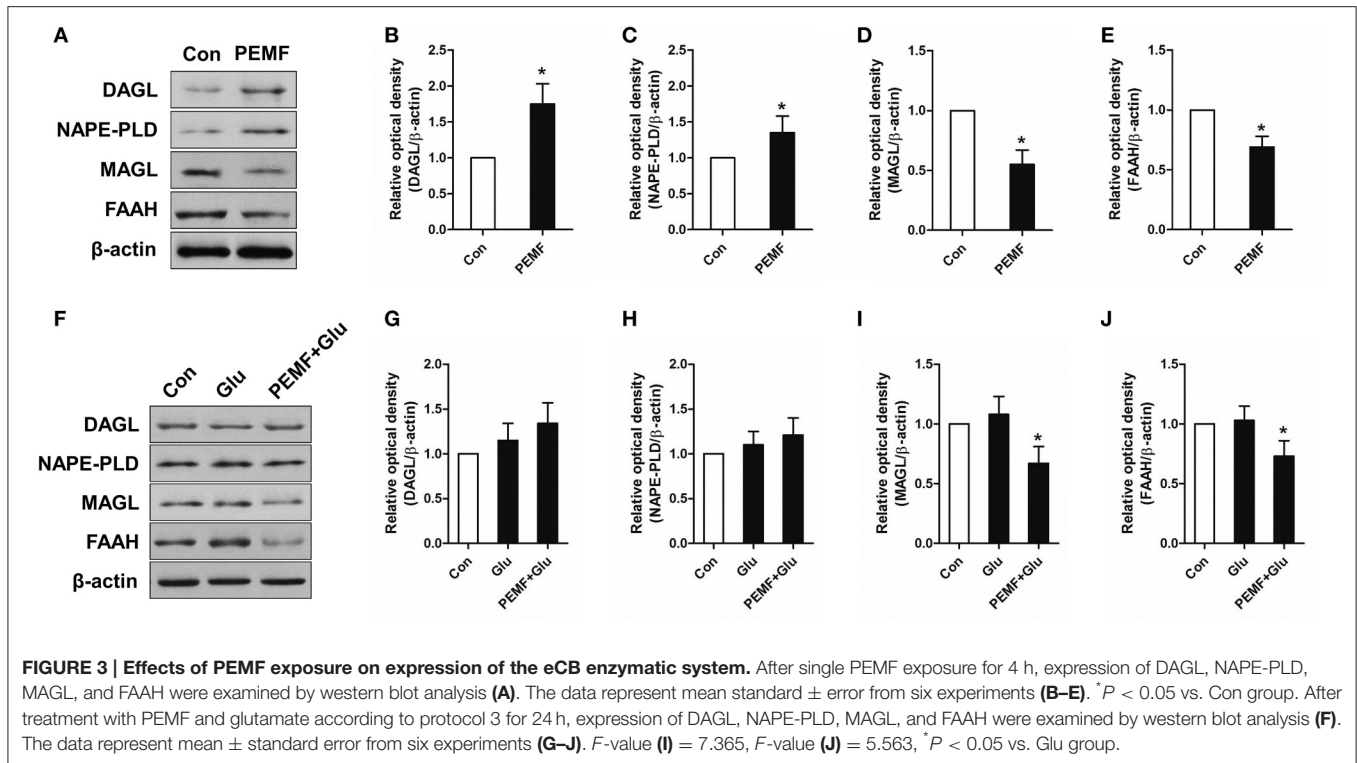 A
Con PEMF
DAGL
NAPE-PLD
MAGL
FAAH
β-actin
B
Relative optical density
(DAGL/β-actin)
2.5
2.0
1.5
1.0
0.5
0.0
*
Con
PEMF
C
Relative optical density
(NAPE-PLD/β-actin)
2.5
2.0
1.5
1.0
0.5
0.0
*
Con
PEMF
D
Relative optical density
(MAGL/β-actin)
1.5
1.0
0.5
0.0
*
Con
PEMF
E
Relative optical density
(FAAH/β-actin)
1.5
1.0
0.5
0.0
*
Con
PEMF
F
Con Glu PEMF+Glu
DAGL
NAPE-PLD
MAGL
FAAH
β-actin
G
Relative optical density
(DAGL/β-actin)
2.0
1.5
1.0
0.5
0.0
Con
Glu
PEMF+Glu
H
Relative optical density
(NAPE-PLD/β-actin)
2.0
1.5
1.0
0.5
0.0
Con
Glu
PEMF+Glu
I
Relative optical density
(MAGL/β-actin)
1.5
1.0
0.5
0.0
*
Con
Glu
PEMF+Glu
J
Relative optical density
(FAAH/β-actin)
1.5
1.0
0.5
0.0
*
Con
Glu
PEMF+Glu
FIGURE 3 | Effects of PEMF exposure on expression of the eCB enzymatic system. After single PEMF exposure for 4 h, expression of DAGL, NAPE-PLD,
MAGL, and FAAH were examined by western blot analysis (A). The data represent mean standard ± error from six experiments (B–E). *P < 0.05 vs. Con group. After
treatment with PEMF and glutamate according to protocol 3 for 24 h, expression of DAGL, NAPE-PLD, MAGL, and FAAH were examined by western blot analysis (F).
The data represent mean ± standard error from six experiments (G–J). F-value (I) = 7.365, F-value (J) = 5.563, *P < 0.05 vs. Glu group.